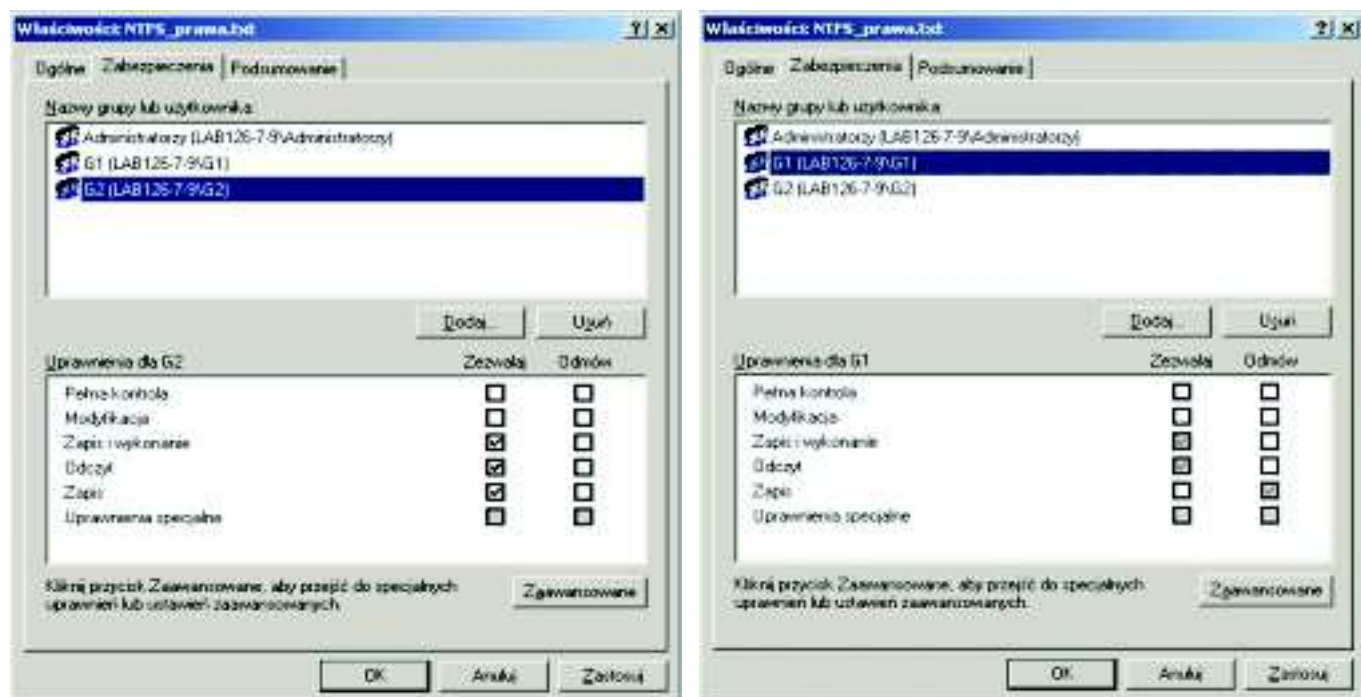 Właściwości: NTFS_prawa.txt
Ogólne Zabezpieczenia Podsumowanie
Nazwy grupy lub użytkownika:
Administratorzy (LAB126-7-9\Administratorzy)
G1 (LAB126-7-9\G1)
G2 (LAB126-7-9\G2)
Dodaj... Usuń
Uprawnienia dla G2 Zezwalaj Odmów
Pełna kontrola
Modyfikacja
Zapis i wykonanie
Odczyt
Zapis
Uprawnienia specjalne
Kliknij przycisk Zaawansowane, aby przejść do specjalnych
uprawnień lub ustawień zaawansowanych.
Zaawansowane
OK Anuluj Zastosuj
Właściwości: NTFS_prawa.txt
Ogólne Zabezpieczenia Podsumowanie
Nazwy grupy lub użytkownika:
Administratorzy (LAB126-7-9\Administratorzy)
G1 (LAB126-7-9\G1)
G2 (LAB126-7-9\G2)
Dodaj... Usuń
Uprawnienia dla G1 Zezwalaj Odmów
Pełna kontrola
Modyfikacja
Zapis i wykonanie
Odczyt
Zapis
Uprawnienia specjalne
Kliknij przycisk Zaawansowane, aby przejść do specjalnych
uprawnień lub ustawień zaawansowanych.
Zaawansowane
OK Anuluj Zastosuj